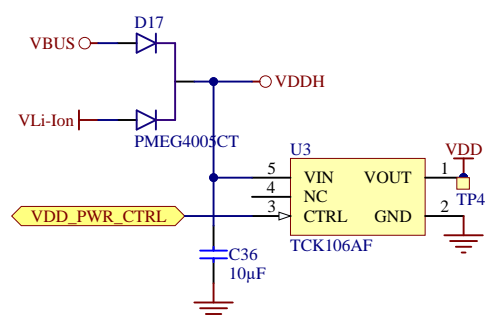 D17
VBUS
VDDH
VLi-Ion
PMEG4005CT
U3
VDD
5 VIN VOUT 1
4 NC
TP4
3 CTRL GND 2
VDD_PWR_CTRL
TCK106AF
C36
10µF